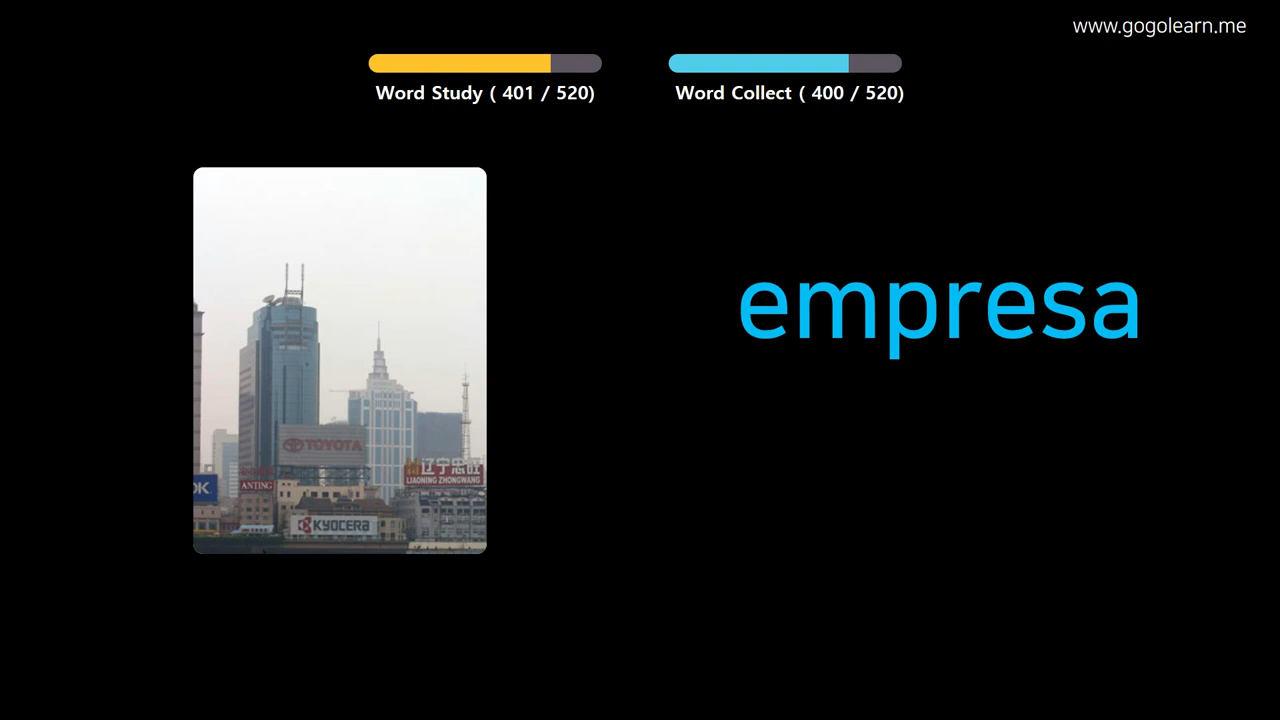 www.gogolearn.me
Word Study ( 401 / 520)
Word Collect ( 400 / 520)
empresa
TOYOTA
辽宁忠旺
LIAONING ZHONGWANG
OK
ANTING
KYOCERA